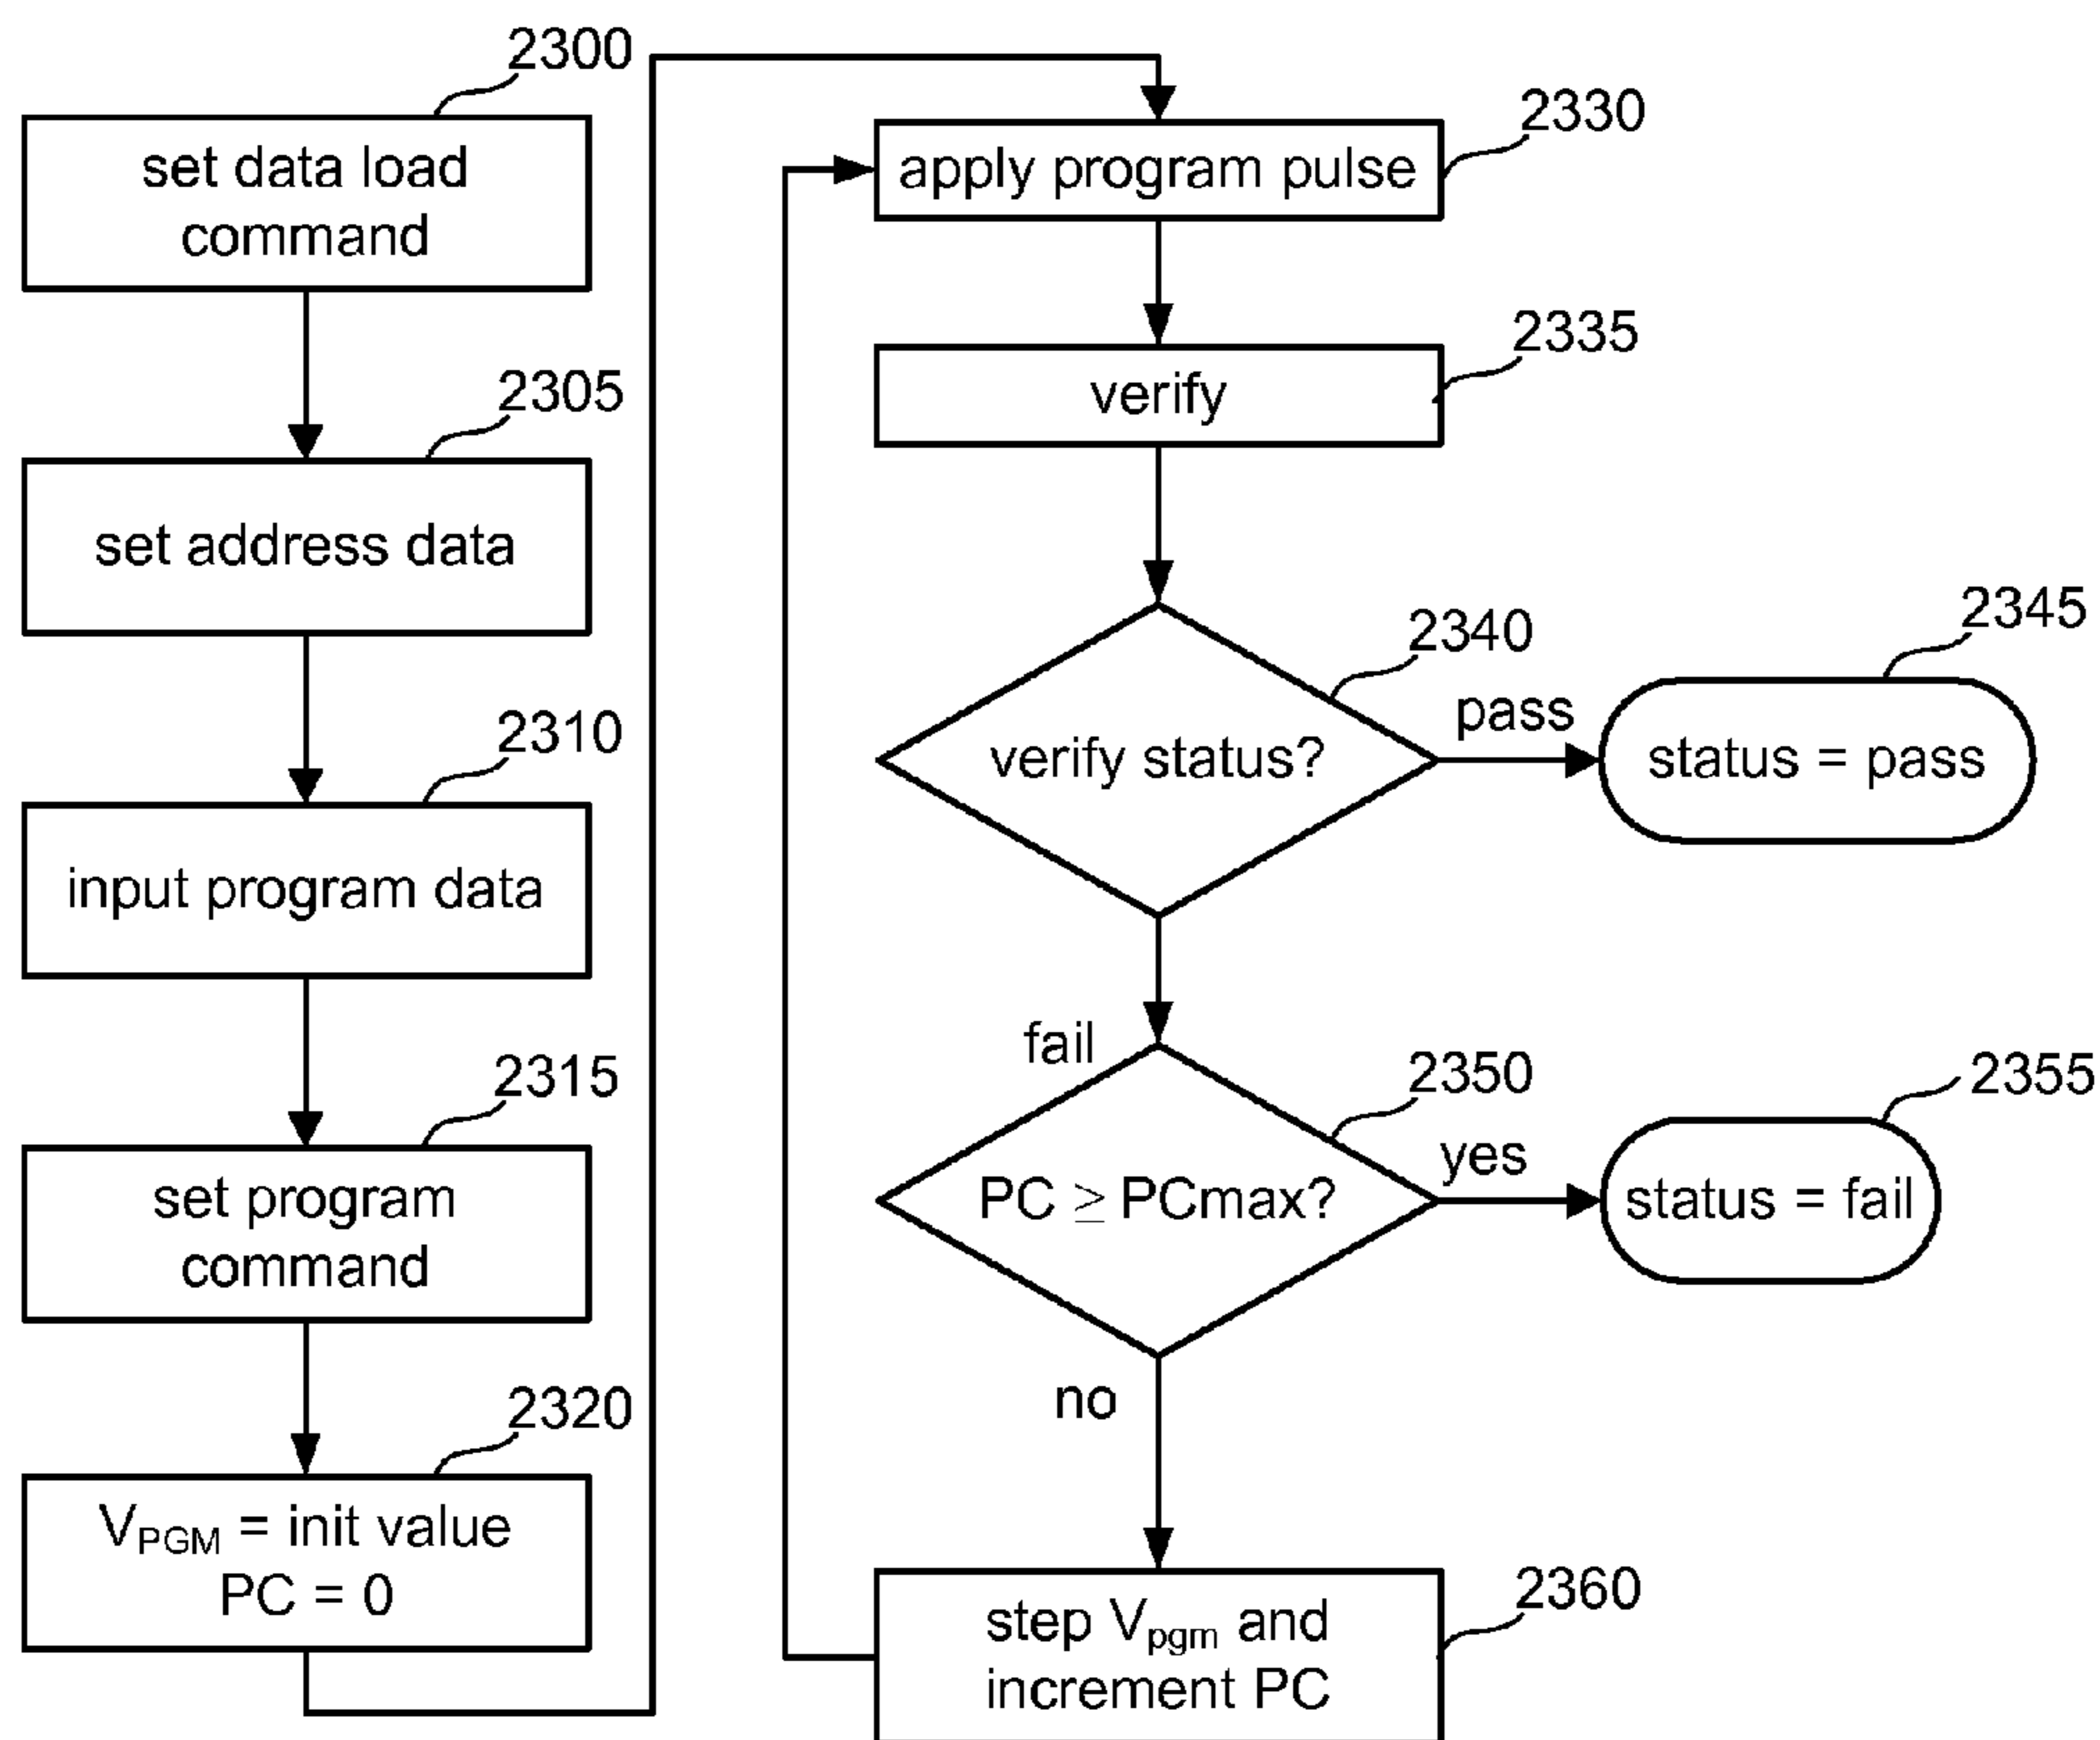 2300
set data load
command
2305
set address data
2310
input program data
2315
set program
command
2320
VPGM = init value
PC = 0
2330
apply program pulse
2335
verify
2340
verify status?
pass
2345
status = pass
fail
2350
PC ≥ PCmax?
yes
2355
status = fail
no
2360
step Vpgm and
increment PC